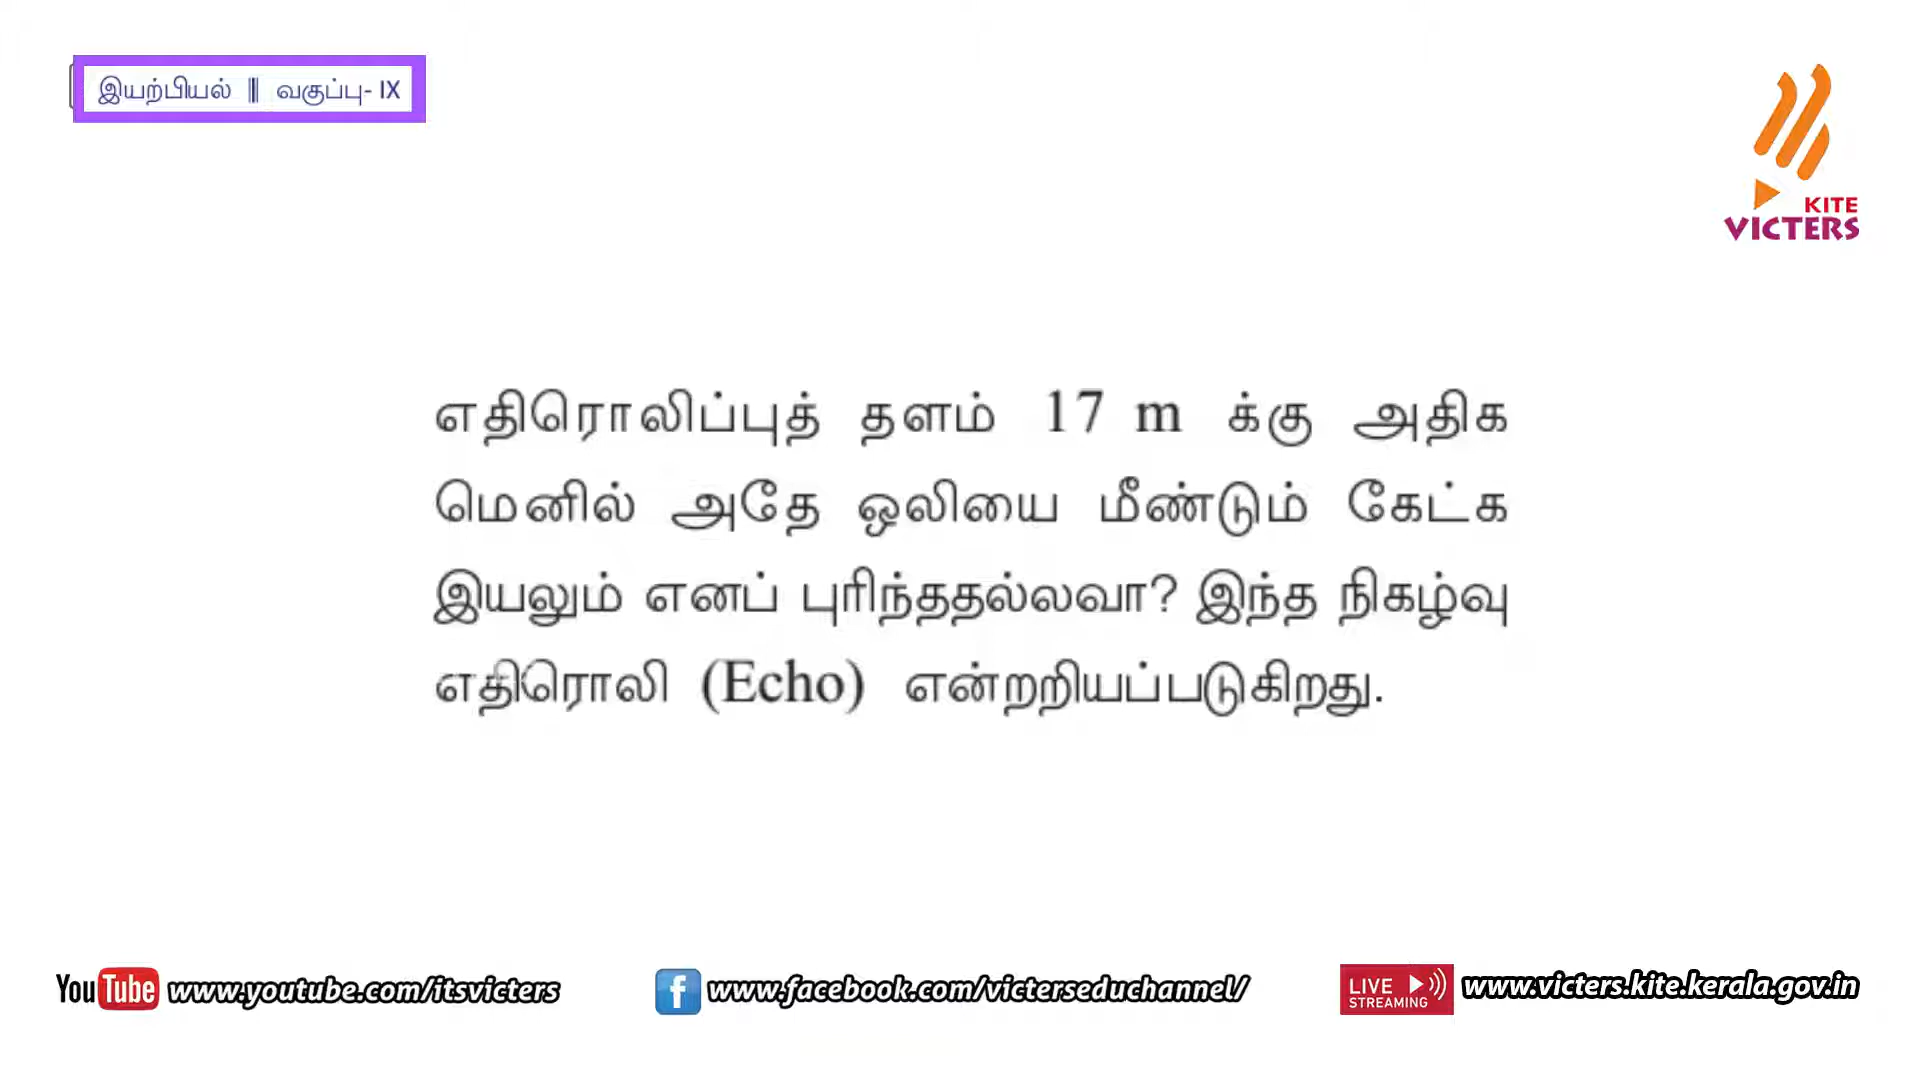 இயற்பியல் || வகுப்பு- IX
KITE
VICTERS
எதிரொலிப்புத் தளம் 17 m க்கு அதிக
மெனில் அதே ஒலியை மீண்டும் கேட்க
இயலும் எனப் புரிந்ததல்லவா? இந்த நிகழ்வு
எதிரொலி (Echo) என்றறியப்படுகிறது.
YouTube www.youtube.com/itsvicters
f www.facebook.com/victerseduchannel/
LIVE STREAMING www.victers.kite.kerala.gov.in